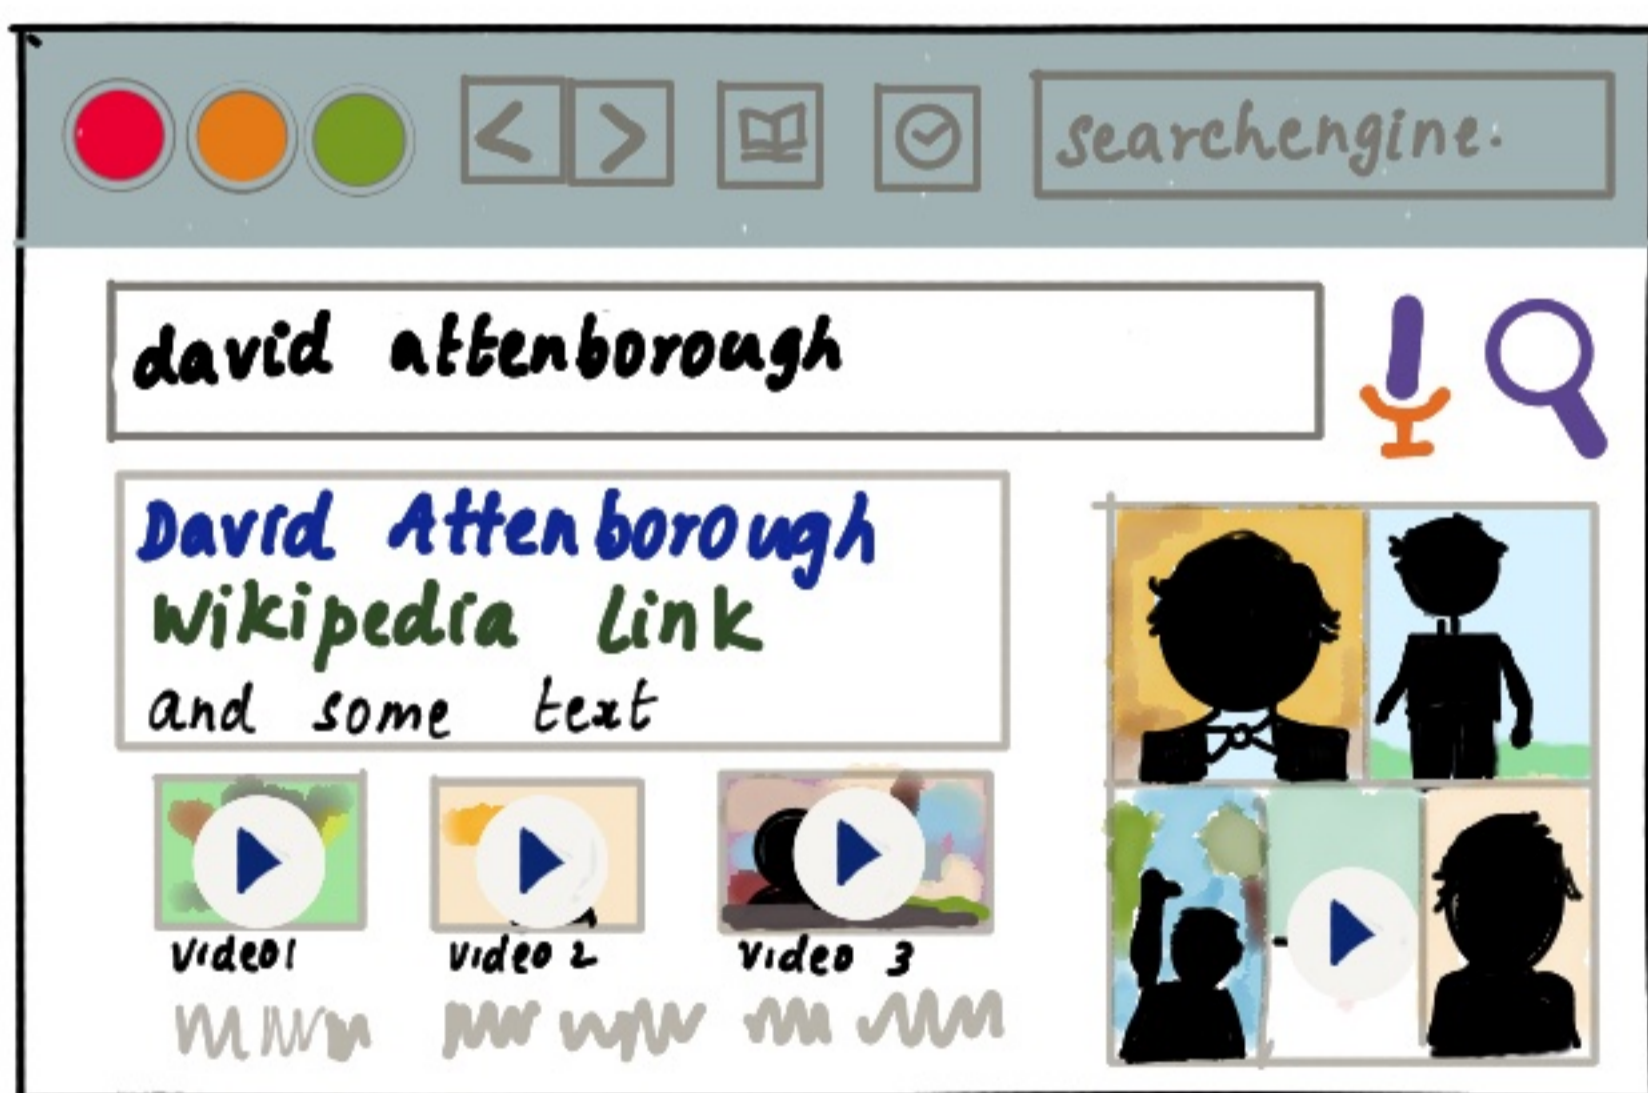 searchengine.
david attenborough
David Attenborough
Wikipedia Link
and some text
video1
video 2
video 3